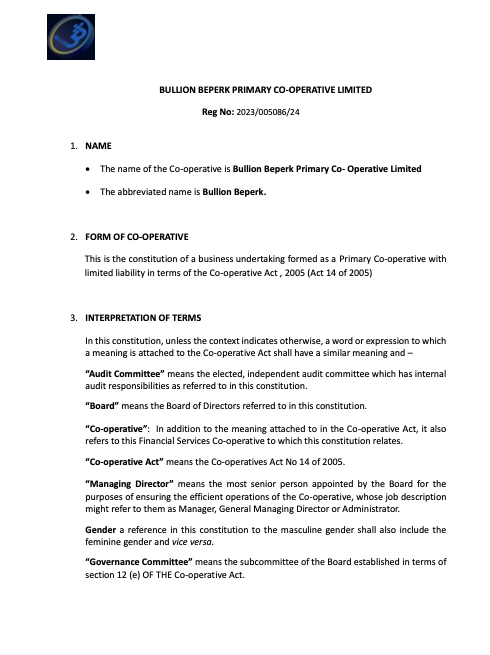 BULLION BEPERK PRIMARY CO-OPERATIVE LIMITED
Reg No: 2023/005086/24
1. NAME
• The name of the Co-operative is Bullion Beperk Primary Co- Operative Limited
• The abbreviated name is Bullion Beperk.
2. FORM OF CO-OPERATIVE
This is the constitution of a business undertaking formed as a Primary Co-operative with
limited liability in terms of the Co-operative Act , 2005 (Act 14 of 2005)
3. INTERPRETATION OF TERMS
In this constitution, unless the context indicates otherwise, a word or expression to which
a meaning is attached to the Co-operative Act shall have a similar meaning and –
“Audit Committee” means the elected, independent audit committee which has internal
audit responsibilities as referred to in this constitution.
“Board” means the Board of Directors referred to in this constitution.
“Co-operative”: In addition to the meaning attached to in the Co-operative Act, it also
refers to this Financial Services Co-operative to which this constitution relates.
“Co-operative Act” means the Co-operatives Act No 14 of 2005.
“Managing Director” means the most senior person appointed by the Board for the
purposes of ensuring the efficient operations of the Co-operative, whose job description
might refer to them as Manager, General Managing Director or Administrator.
Gender a reference in this constitution to the masculine gender shall also include the
feminine gender and vice versa.
“Governance Committee” means the subcommittee of the Board established in terms of
section 12 (e) OF THE Co-operative Act.